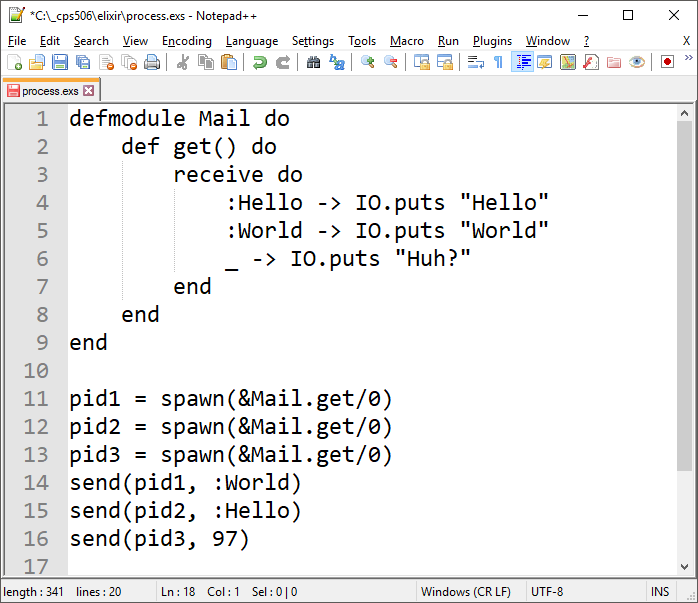 *C:\_cps506\elixir\process.exs - Notepad++
File Edit Search View Encoding Language Settings Tools Macro Run Plugins Window ? X
process.exs
1 defmodule Mail do
2     def get() do
3         receive do
4             :Hello -> IO.puts "Hello"
5             :World -> IO.puts "World"
6             _ -> IO.puts "Huh?"
7         end
8     end
9 end
10
11 pid1 = spawn(&Mail.get/0)
12 pid2 = spawn(&Mail.get/0)
13 pid3 = spawn(&Mail.get/0)
14 send(pid1, :World)
15 send(pid2, :Hello)
16 send(pid3, 97)
17
length : 341 lines : 20 Ln : 18 Col : 1 Sel : 0 | 0 Windows (CR LF) UTF-8 INS